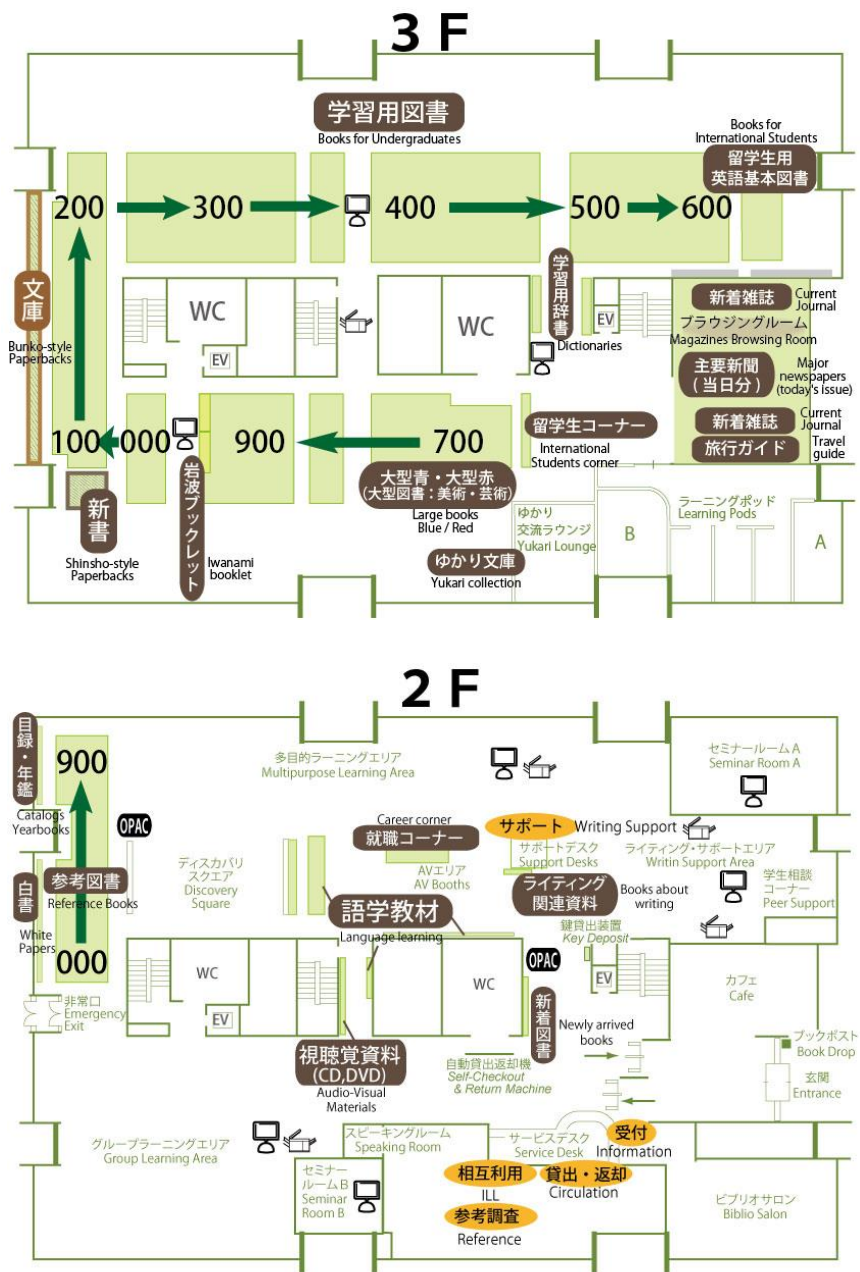 3 F
学習用図書
Books for Undergraduates
Books for
International Students
留学生用
英語基本図書
200
300
400
500
600
文庫
Bunko-style
Paperbacks
WC
EV
WC
学習用辞書
Dictionaries
EV
新着雑誌
Current
Journal
ブラウジングルーム
Magazines Browsing Room
主要新聞
(当日分)
Major
newspapers
(today's issue)
新着雑誌
Current
Journal
旅行ガイド
Travel
guide
100
000
900
700
留学生コーナー
International
Students corner
大型青・大型赤
(大型図書:美術・芸術)
Large books
Blue / Red
新書
Shinsho-style
Paperbacks
岩波ブックレット
Iwanami
booklet
ゆかり文庫
Yukari collection
ゆかり
交流ラウンジ
Yukari Lounge
B
ラーニングポッド
Learning Pods
A
2 F
目録・年鑑
Catalogs
Yearbooks
900
多目的ラーニングエリア
Multipurpose Learning Area
セミナールーム A
Seminar Room A
OPAC
Career corner
就職コーナー
AVエリア
AV Booths
サポート
Writing Support
サポートデスク
Support Desks
ライティング・サポートエリア
Writin Support Area
ディスカバリ
スクエア
Discovery
Square
白書
White
Papers
参考図書
Reference Books
000
語学教材
Language learning
ライティング
関連資料
Books about
writing
学生相談
コーナー
Peer Support
鍵貸出装置
Key Deposit
WC
EV
WC
OPAC
EV
カフェ
Cafe
非常口
Emergency
Exit
新着図書
Newly arrived
books
ブックポスト
Book Drop
玄関
Entrance
視聴覚資料
(CD,DVD)
Audio-Visual
Materials
自動貸出返却機
Self-Checkout
& Return Machine
グループラーニングエリア
Group Learning Area
スピーキングルーム
Speaking Room
サービスデスク
Service Desk
受付
Information
セミナー
ルームB
Seminar
Room B
相互利用
ILL
貸出・返却
Circulation
参考調査
Reference
ビブリオサロン
Biblio Salon